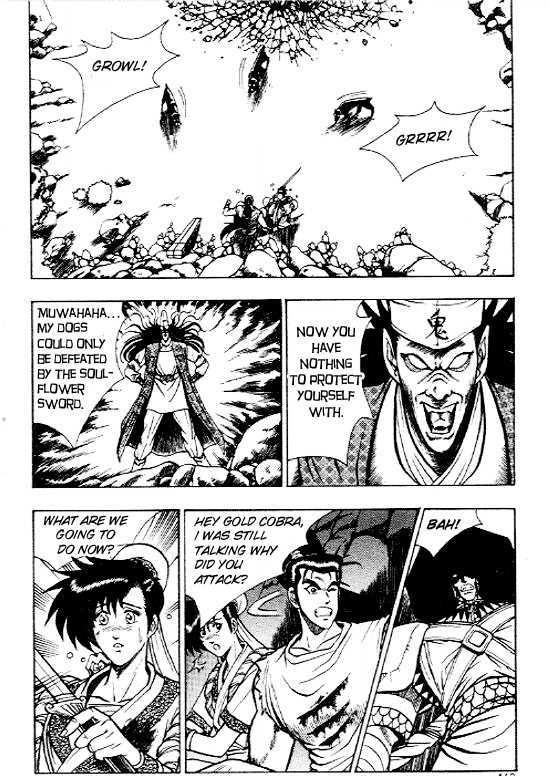 GROWL!
GRRRR!
MUWAHAHA...
MY DOGS
COULD ONLY
BE DEFEATED
BY THE SOUL-
FLOWER
SWORD.
NOW YOU
HAVE
NOTHING
TO PROTECT
YOURSELF
WITH.
鬼
WHAT ARE WE
GOING TO
DO NOW?
HEY GOLD COBRA,
I WAS STILL
TALKING WHY
DID YOU
ATTACK?
BAH!